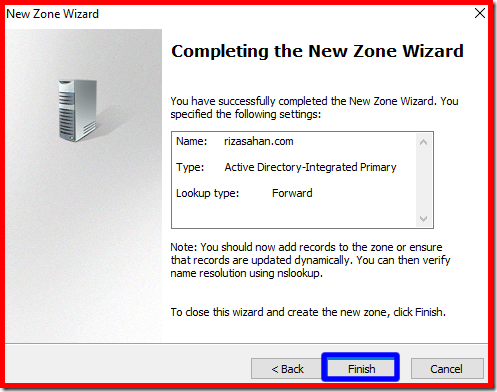 New Zone Wizard
Completing the New Zone Wizard
You have successfully completed the New Zone Wizard. You
specified the following settings:
Name: rizasahan.com
Type: Active Directory-Integrated Primary
Lookup type: Forward
Note: You should now add records to the zone or ensure
that records are updated dynamically. You can then verify
name resolution using nslookup.
To close this wizard and create the new zone, click Finish.
< Back Finish Cancel